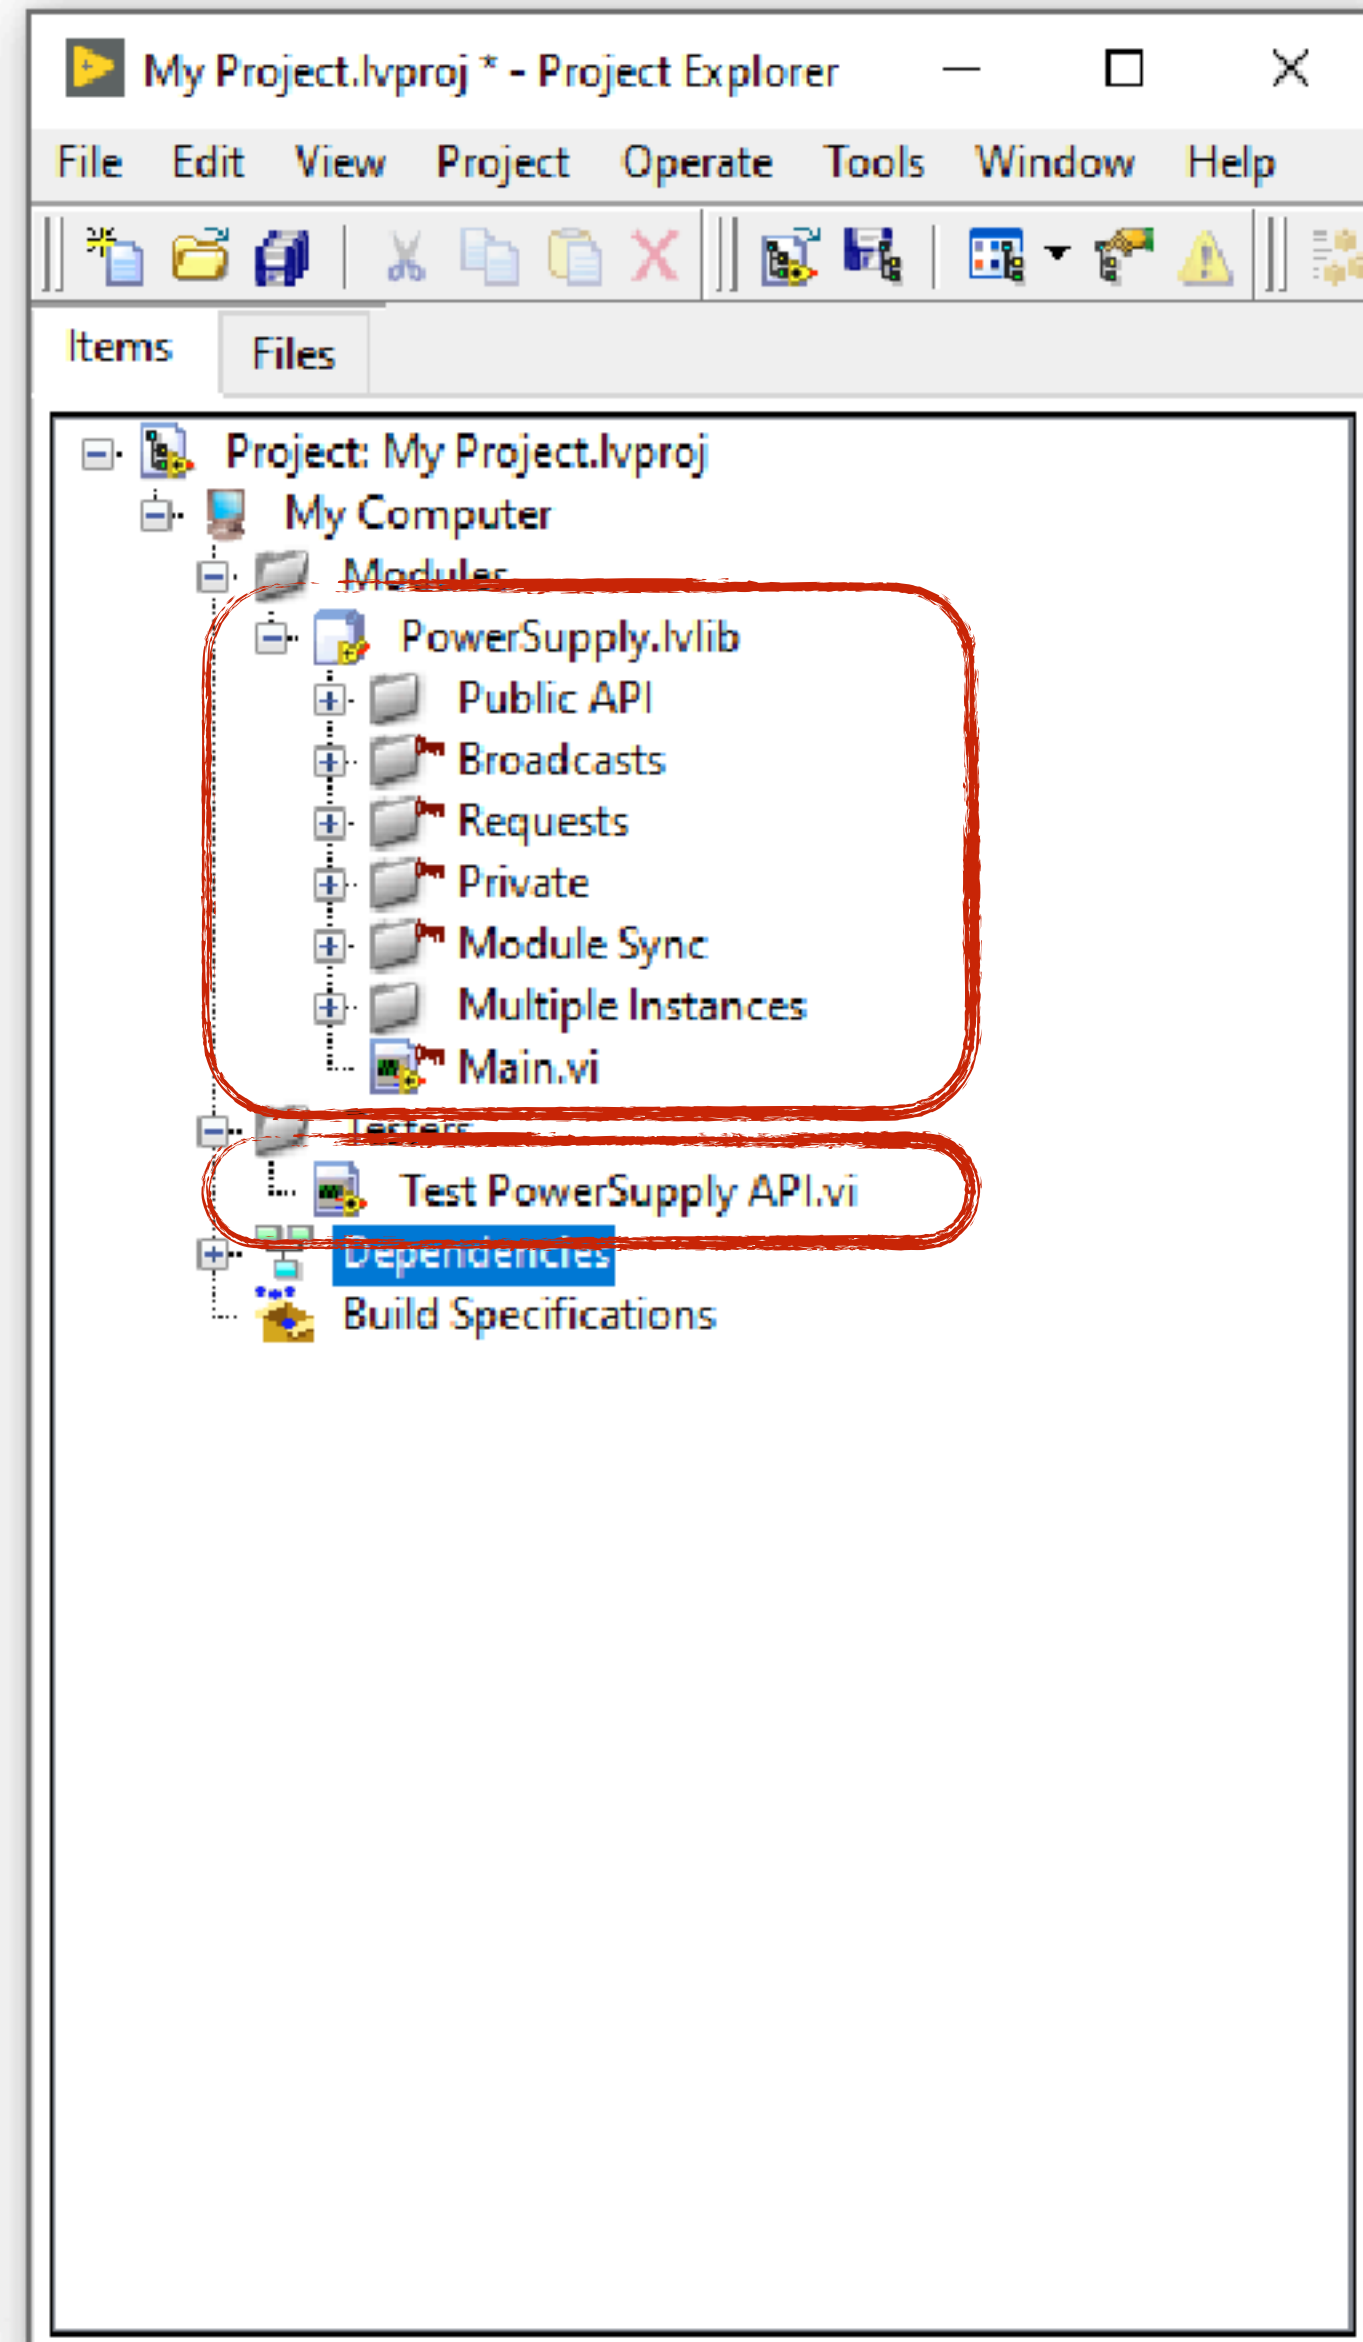 My Project.lvproj * - Project Explorer
File Edit View Project Operate Tools Window Help
Items Files
Project: My Project.lvproj
My Computer
Modules
PowerSupply.lvlib
Public API
Broadcasts
Requests
Private
Module Sync
Multiple Instances
Main.vi
Testers
Test PowerSupply API.vi
Dependencies
Build Specifications